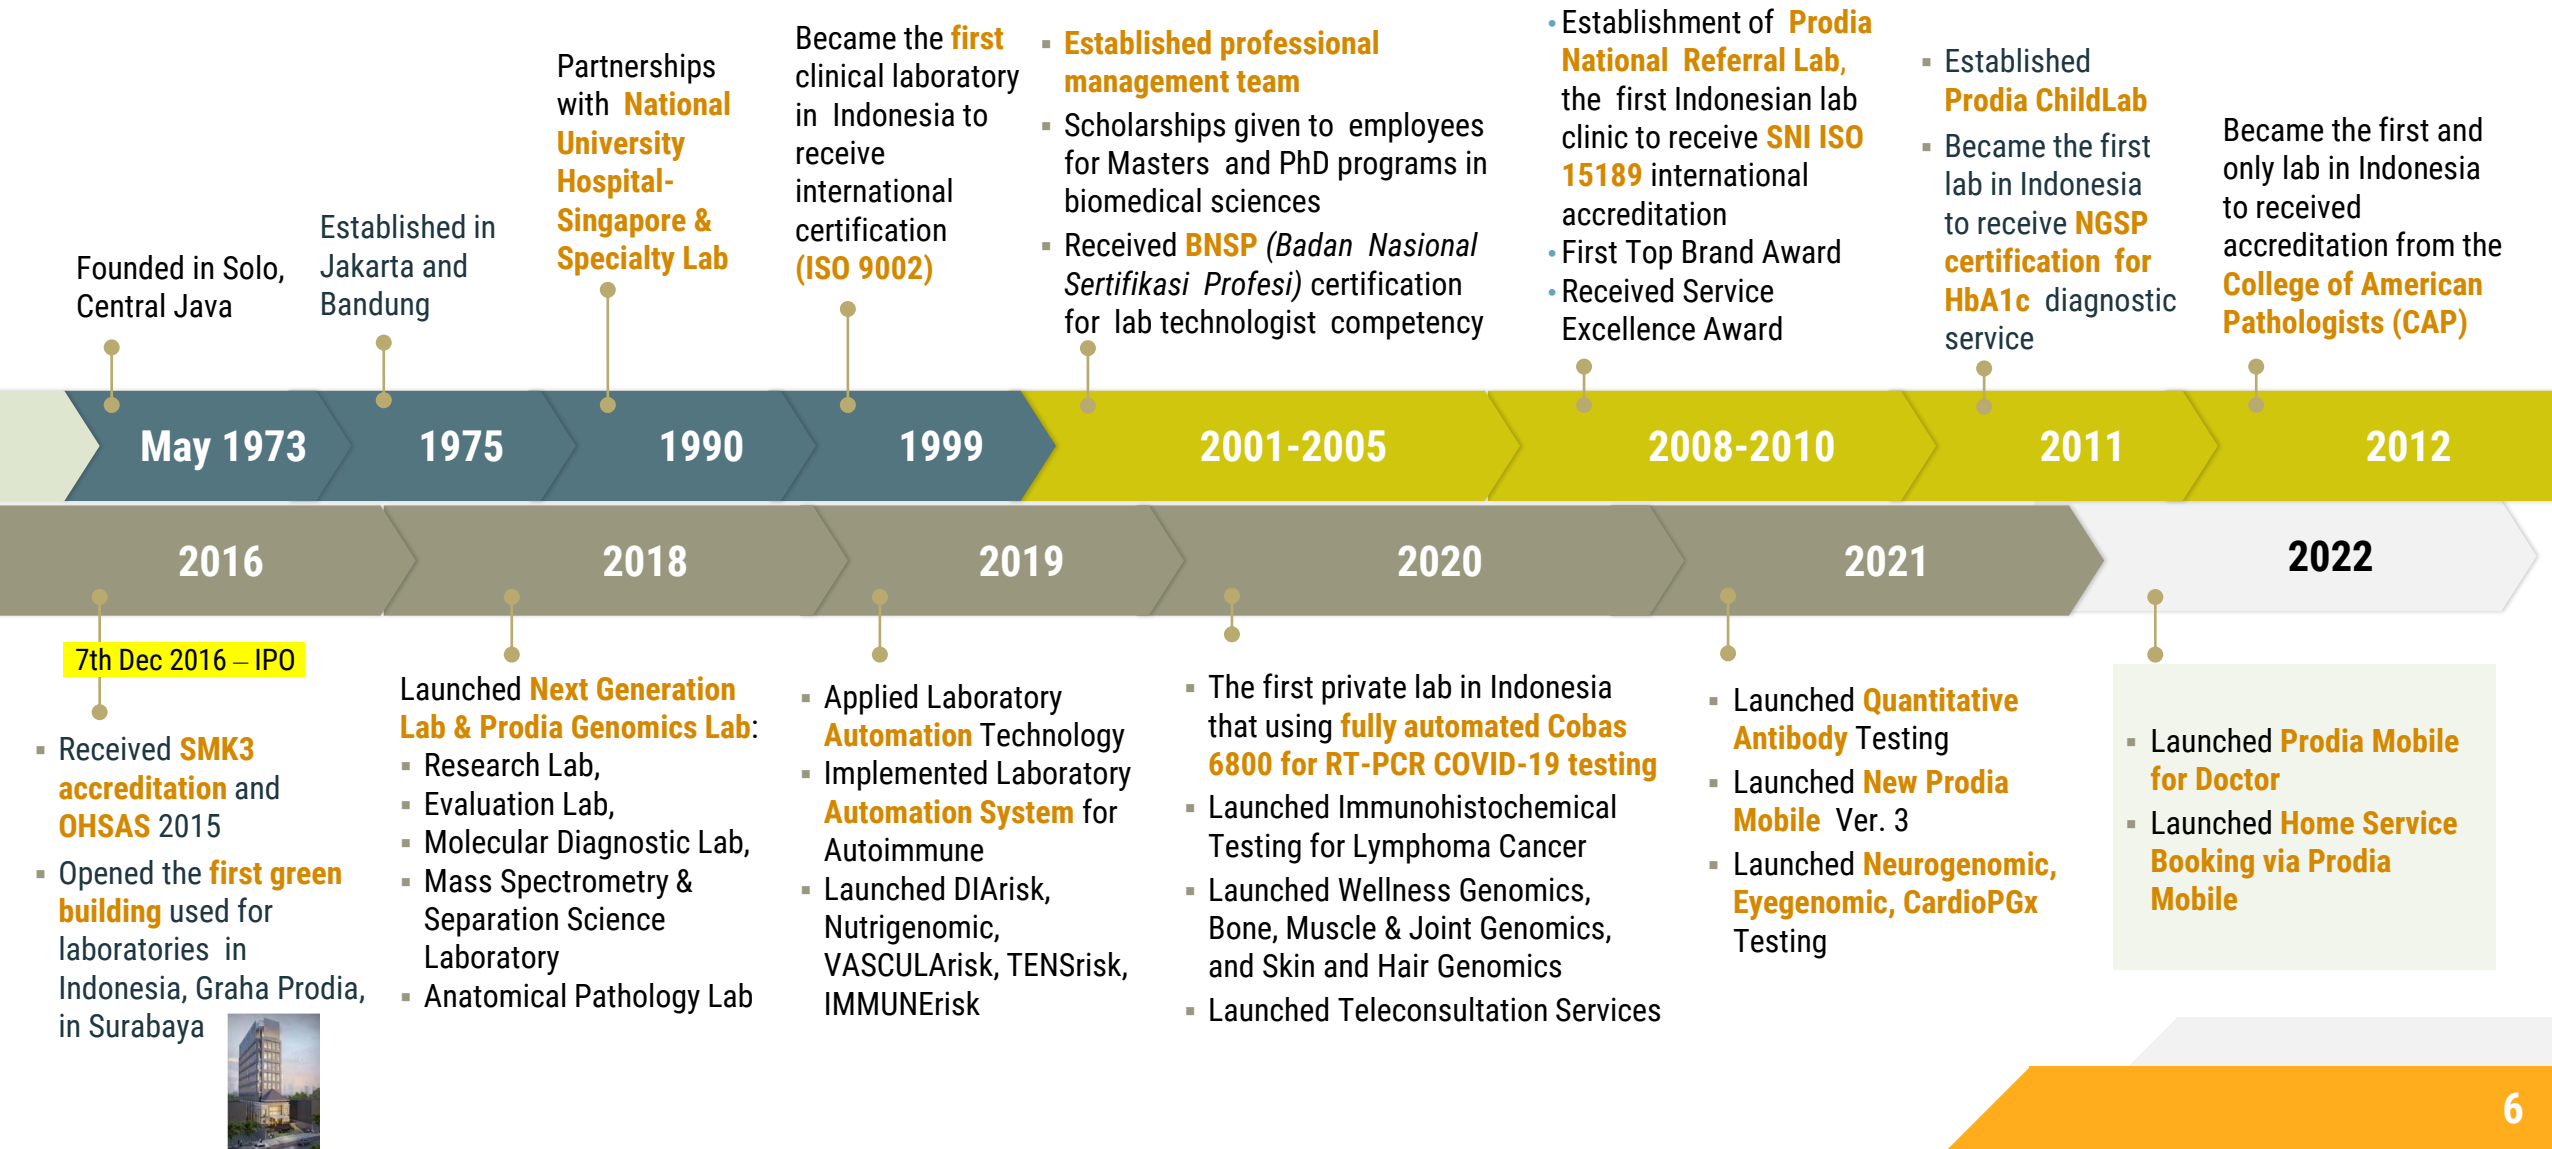 Founded in Solo,
Central Java
Established in
Jakarta and
Bandung
Partnerships
with National
University
Hospital-
Singapore &
Specialty Lab
Became the first
clinical laboratory
in Indonesia to
receive
international
certification
(ISO 9002)
▪ Established professional
management team
▪ Scholarships given to employees
for Masters and PhD programs in
biomedical sciences
▪ Received BNSP (Badan Nasional
Sertifikasi Profesi) certification
for lab technologist competency
• Establishment of Prodia
National Referral Lab,
the first Indonesian lab
clinic to receive SNI ISO
15189 international
accreditation
• First Top Brand Award
• Received Service
Excellence Award
▪ Established
Prodia ChildLab
▪ Became the first
lab in Indonesia
to receive NGSP
certification for
HbA1c diagnostic
service
Became the first and
only lab in Indonesia
to received
accreditation from the
College of American
Pathologists (CAP)
May 1973
1975
1990
1999
2001-2005
2008-2010
2011
2012
2016
2018
2019
2020
2021
2022
7th Dec 2016 – IPO
▪ Received SMK3
accreditation and
OHSAS 2015
▪ Opened the first green
building used for
laboratories in
Indonesia, Graha Prodia,
in Surabaya
Launched Next Generation
Lab & Prodia Genomics Lab:
▪ Research Lab,
▪ Evaluation Lab,
▪ Molecular Diagnostic Lab,
▪ Mass Spectrometry &
Separation Science
Laboratory
▪ Anatomical Pathology Lab
▪ Applied Laboratory
Automation Technology
▪ Implemented Laboratory
Automation System for
Autoimmune
▪ Launched DIArisk,
Nutrigenomic,
VASCULArisk, TENSrisk,
IMMUNErisk
▪ The first private lab in Indonesia
that using fully automated Cobas
6800 for RT-PCR COVID-19 testing
▪ Launched Immunohistochemical
Testing for Lymphoma Cancer
▪ Launched Wellness Genomics,
Bone, Muscle & Joint Genomics,
and Skin and Hair Genomics
▪ Launched Teleconsultation Services
▪ Launched Quantitative
Antibody Testing
▪ Launched New Prodia
Mobile Ver. 3
▪ Launched Neurogenomic,
Eyegenomic, CardioPGx
Testing
▪ Launched Prodia Mobile
for Doctor
▪ Launched Home Service
Booking via Prodia
Mobile
6